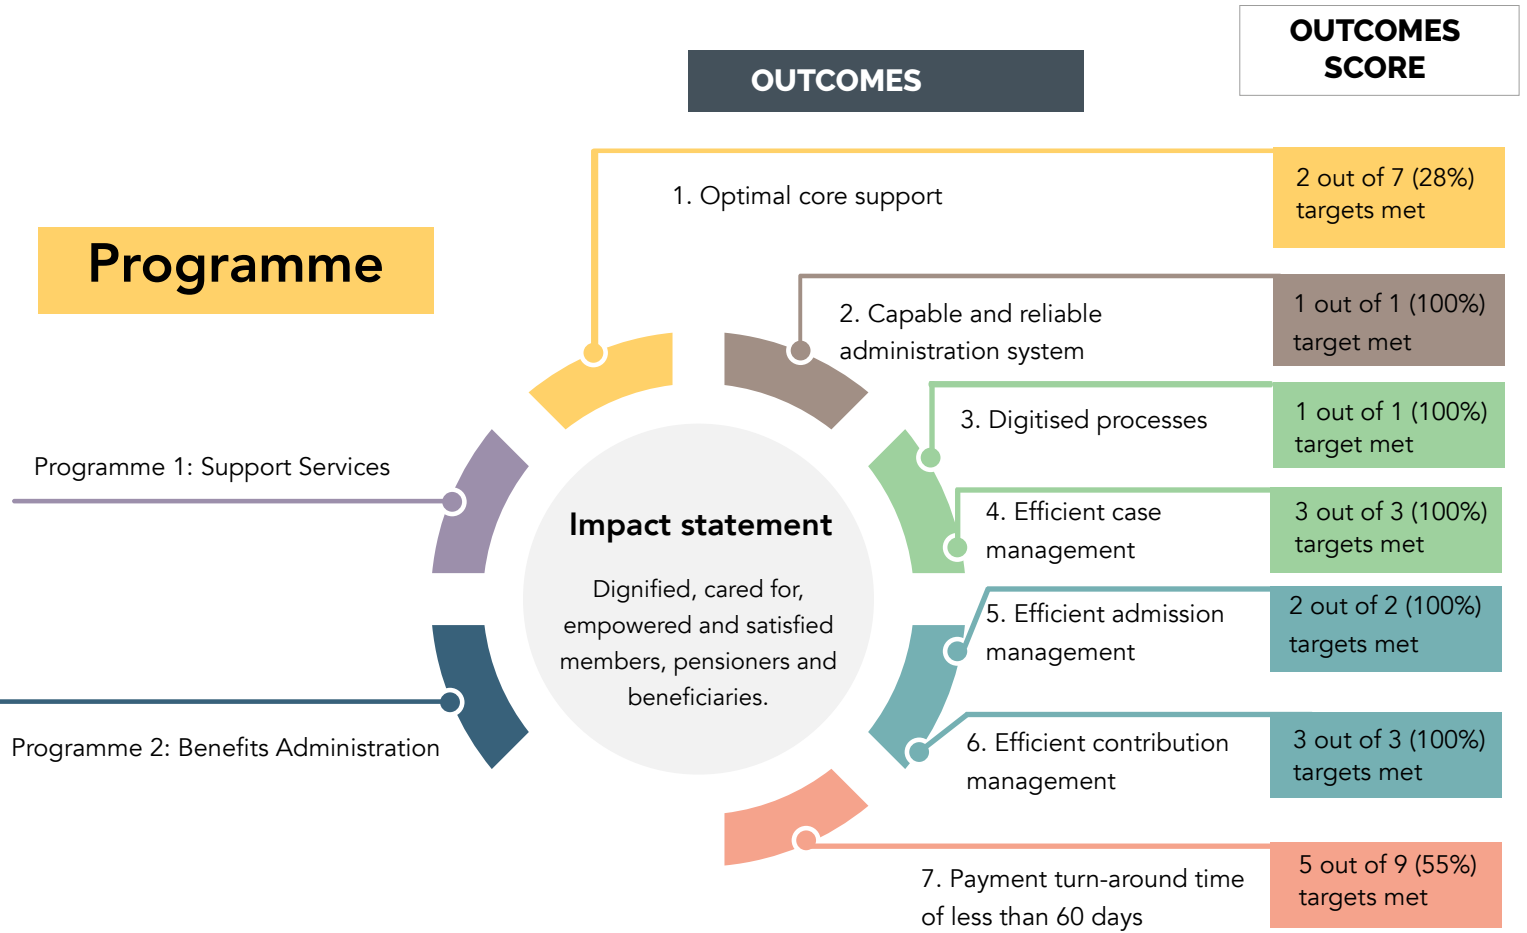 OUTCOMES
OUTCOMES
SCORE
Programme
1. Optimal core support
2 out of 7 (28%)
targets met
2. Capable and reliable
administration system
1 out of 1 (100%)
target met
3. Digitised processes
1 out of 1 (100%)
target met
Programme 1: Support Services
4. Efficient case
management
3 out of 3 (100%)
targets met
Impact statement
Dignified, cared for,
empowered and satisfied
members, pensioners and
beneficiaries.
5. Efficient admission
management
2 out of 2 (100%)
targets met
Programme 2: Benefits Administration
6. Efficient contribution
management
3 out of 3 (100%)
targets met
7. Payment turn-around time
of less than 60 days
5 out of 9 (55%)
targets met